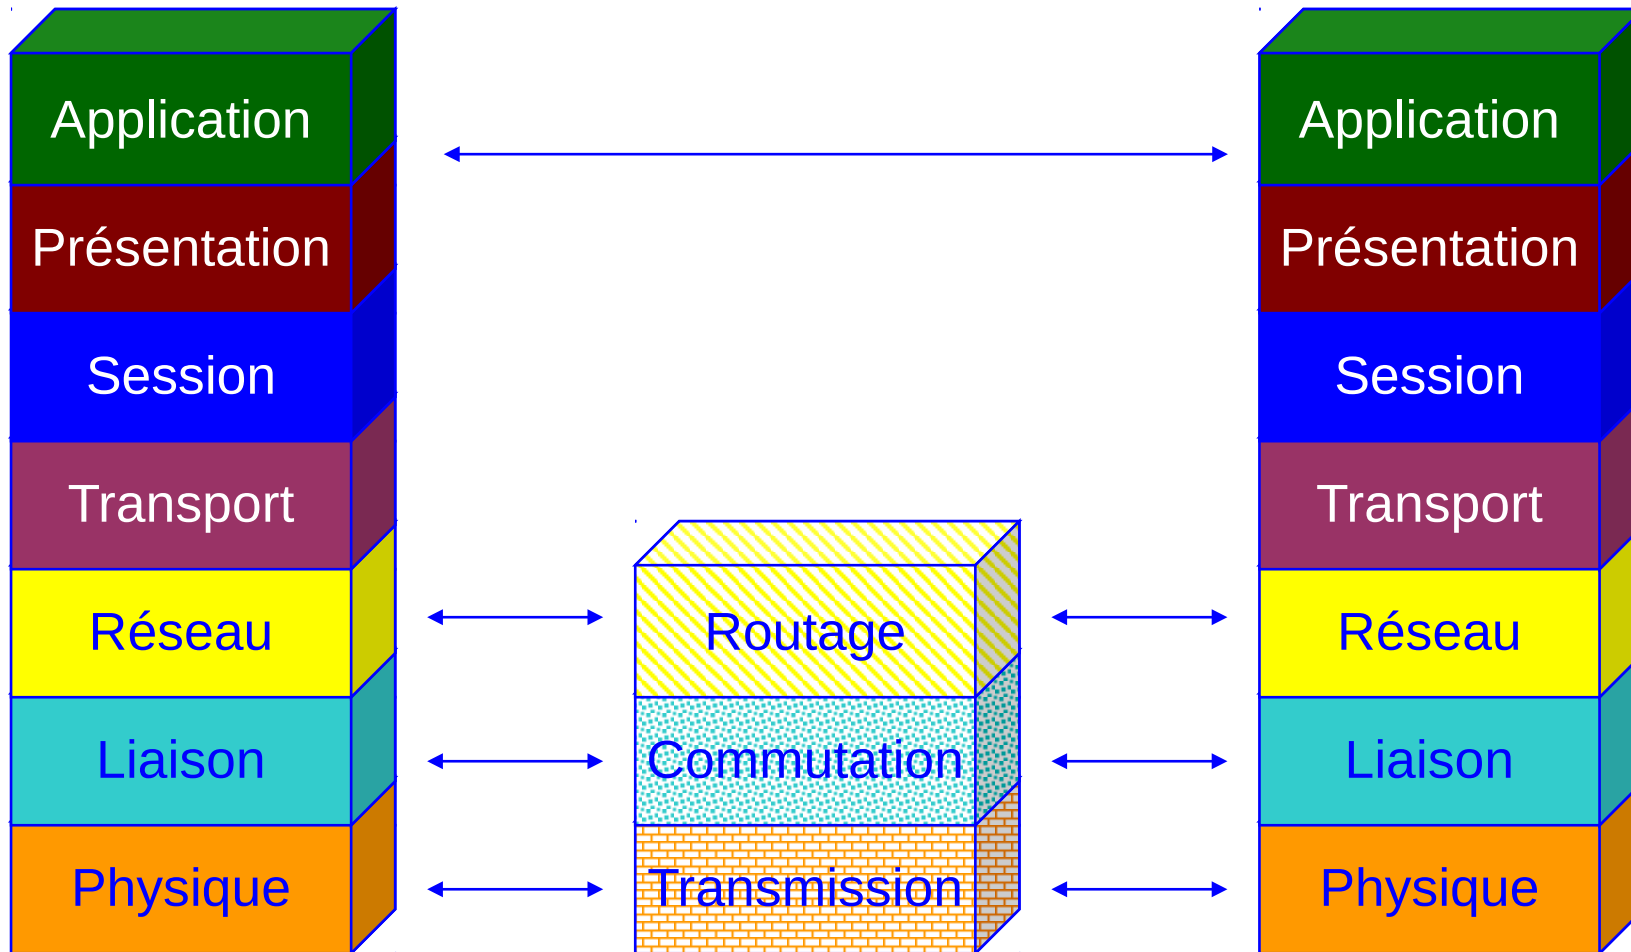 Application
Présentation
Session
Transport
Réseau
Liaison
Physique
Routage
Commutation
Transmission
Application
Présentation
Session
Transport
Réseau
Liaison
Physique